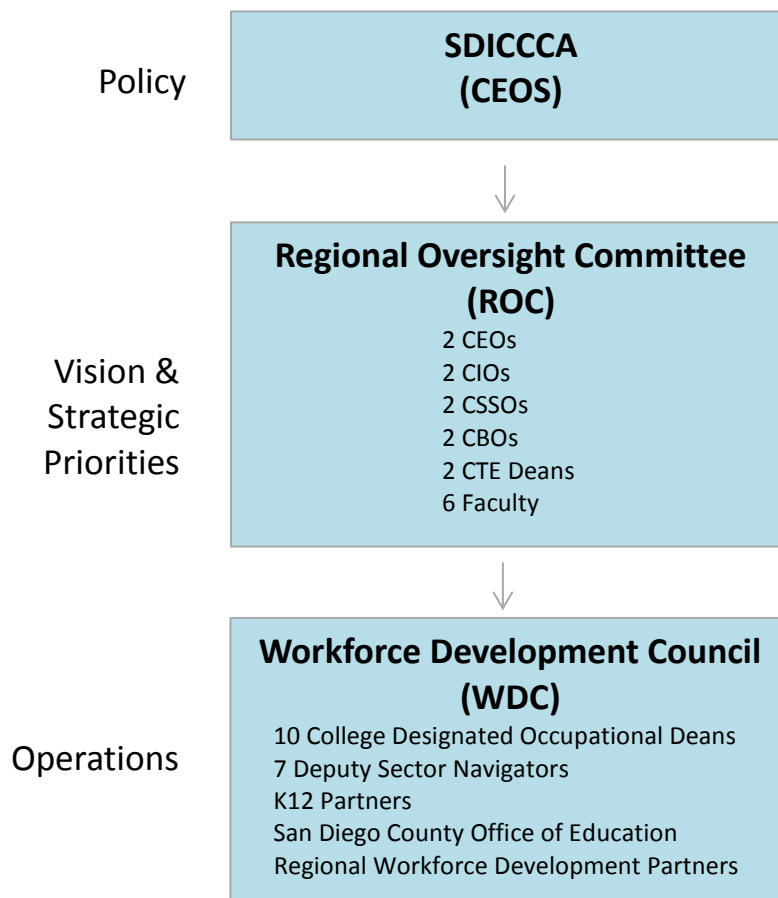 Policy
SDICCCA
(CEOS)
Vision &
Strategic
Priorities
Regional Oversight Committee
(ROC)
2 CEOs
2 CIOs
2 CSSOs
2 CBOs
2 CTE Deans
6 Faculty
Operations
Workforce Development Council
(WDC)
10 College Designated Occupational Deans
7 Deputy Sector Navigators
K12 Partners
San Diego County Office of Education
Regional Workforce Development Partners